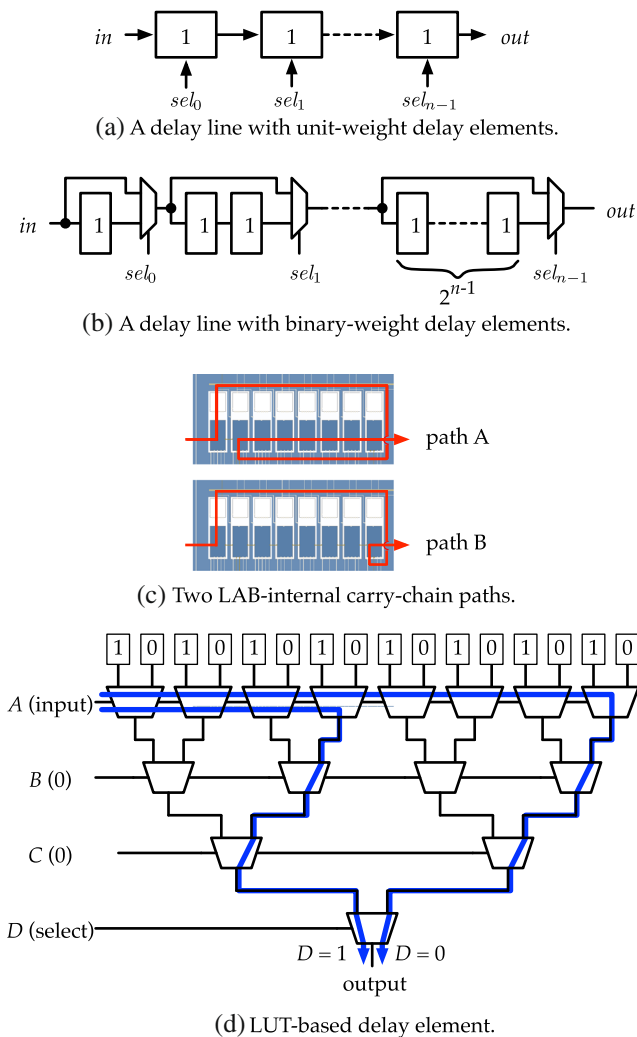 in 1 1 1 out
sel₀ sel₁ selₙ₋₁
(a) A delay line with unit-weight delay elements.
in 1 1 1 1 1 out
sel₀ sel₁ selₙ₋₁
2ⁿ⁻¹
(b) A delay line with binary-weight delay elements.
path A
path B
(c) Two LAB-internal carry-chain paths.
1 0 1 0 1 0 1 0 1 0 1 0 1 0 1 0
A (input)
B (0)
C (0)
D (select)
D = 1 D = 0
output
(d) LUT-based delay element.